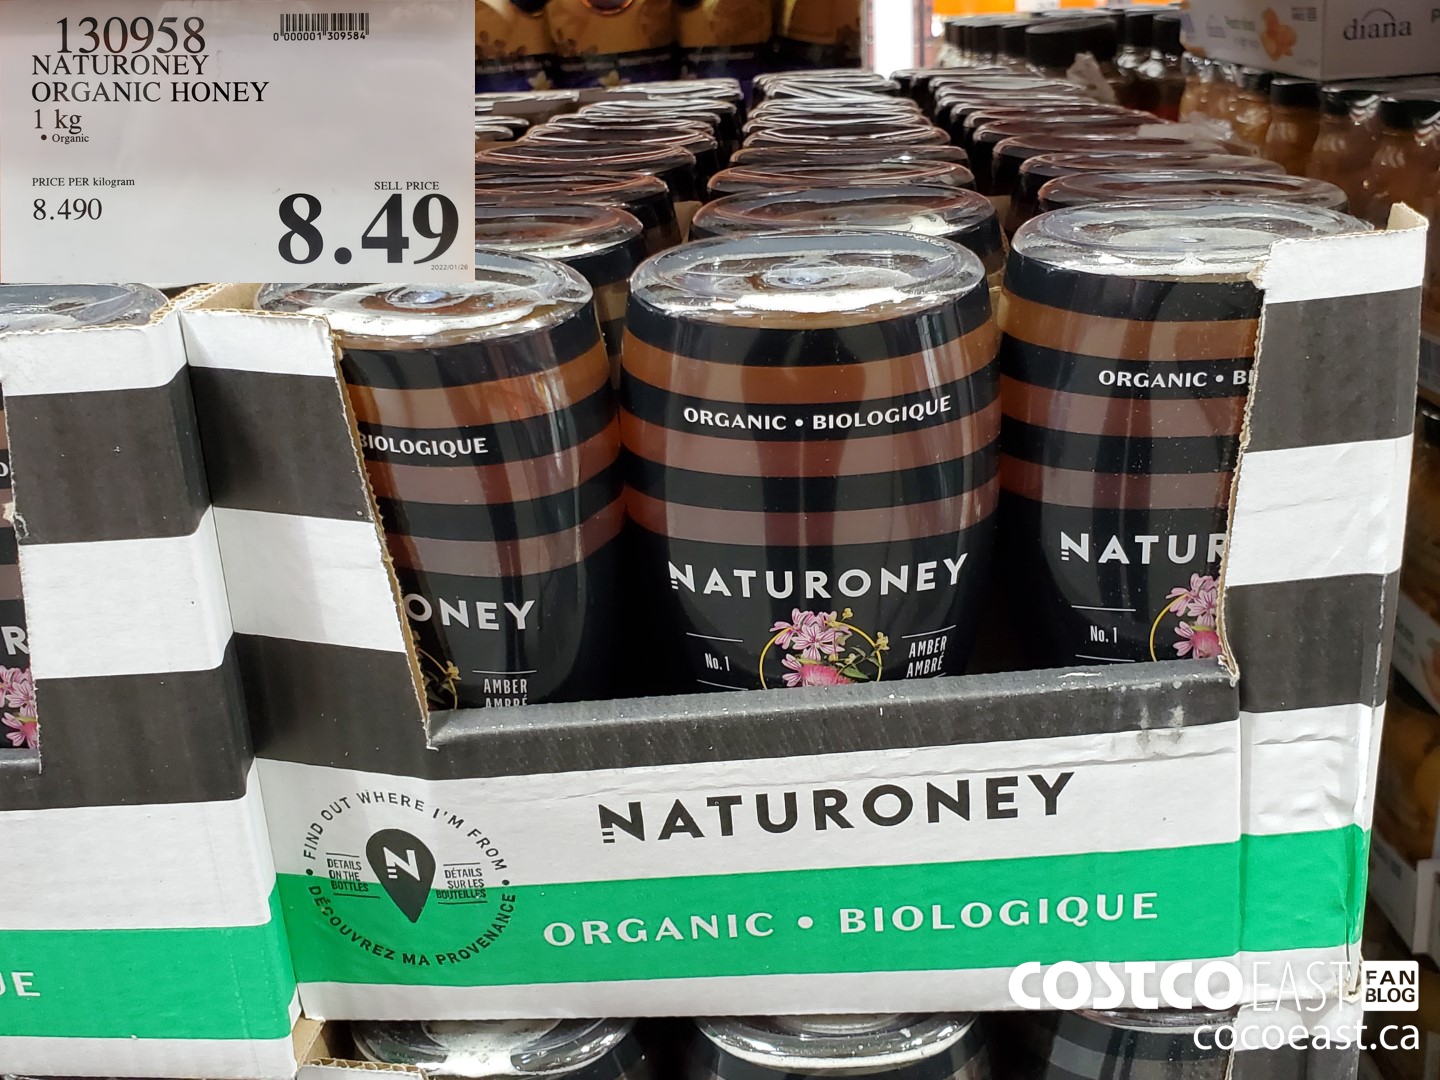 130958
NATURONEY
ORGANIC HONEY
1 kg
• Organic
0 000001 309584
PRICE PER kilogram
8.490
SELL PRICE
8.49
2022/01/26
diana
BIOLOGIQUE
ONEY
AMBER
AMBRÉ
ORGANIC • BIOLOGIQUE
NATURONEY
No. 1
AMBER
AMBRÉ
ORGANIC • B
NATUR
No. 1
R
FIND OUT WHERE I'M FROM
DÉCOUVREZ MA PROVENANCE
DETAILS
ON THE
BOTTLES
N
DÉTAILS
SUR LES
BOUTEILLES
NATURONEY
ORGANIC • BIOLOGIQUE
UE
COSTCO EAST FAN
BLOG
cocoeast.ca